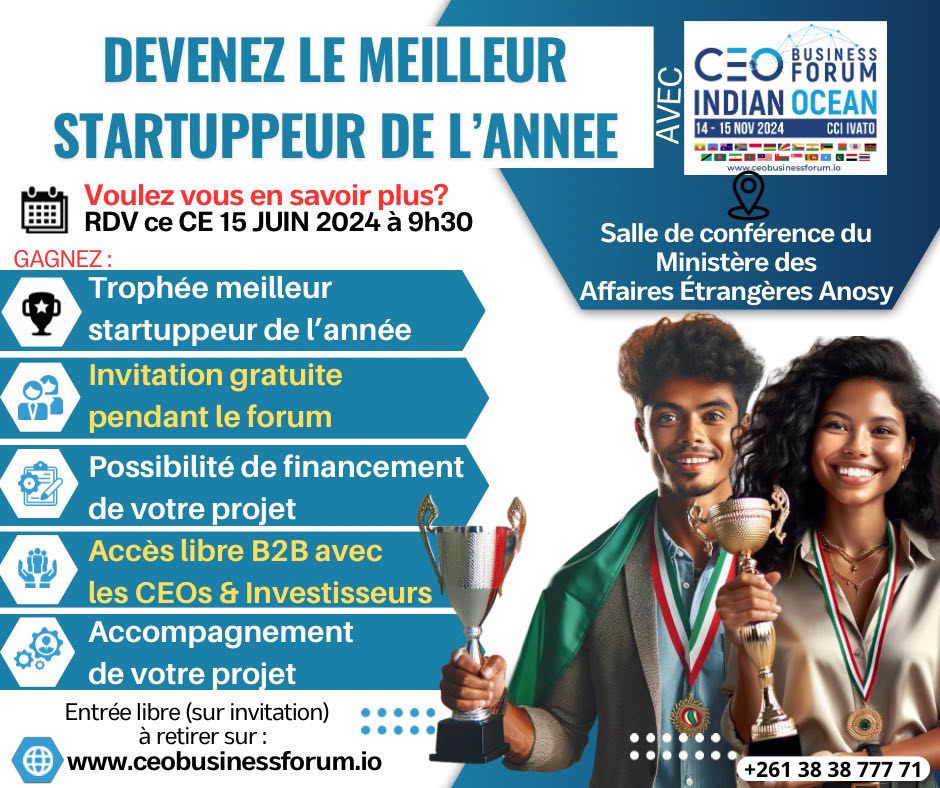 DEVENEZ LE MEILLEUR
STARTUPPEUR DE L’ANNEE
AVEC
CEO BUSINESS
FORUM
INDIAN OCEAN
14 - 15 NOV 2024 CCI IVATO
www.ceobusinessforum.io
Voulez vous en savoir plus?
RDV ce CE 15 JUIN 2024 à 9h30
Salle de conférence du
Ministère des
Affaires Étrangères Anosy
GAGNEZ :
Trophée meilleur
startuppeur de l’année
Invitation gratuite
pendant le forum
Possibilité de financement
de votre projet
Accès libre B2B avec
les CEOs & Investisseurs
Accompagnement
de votre projet
Entrée libre (sur invitation)
à retirer sur :
www.ceobusinessforum.io
+261 38 38 777 71